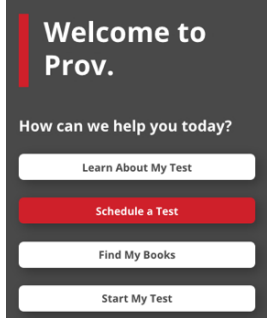 Welcome to
Prov.
How can we help you today?
Learn About My Test
Schedule a Test
Find My Books
Start My Test